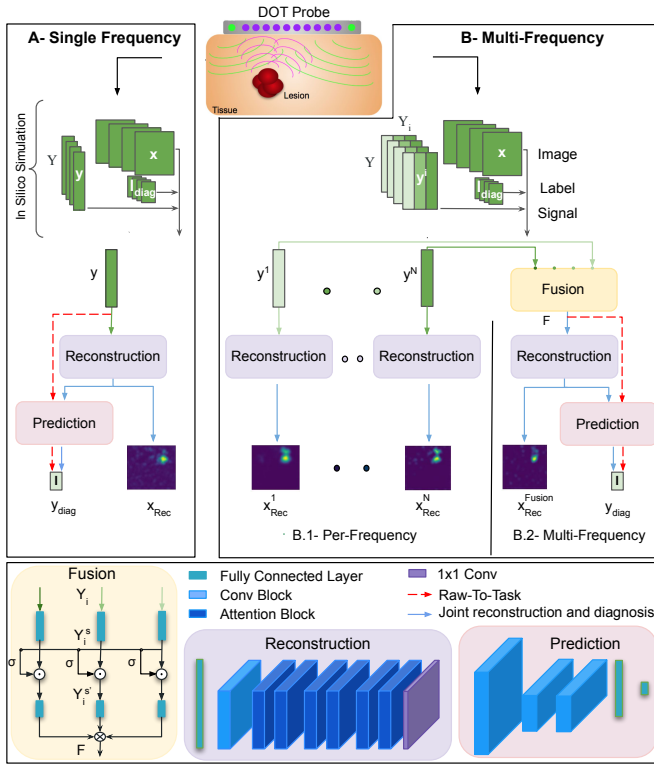 DOT Probe
Tissue
Lesion
A- Single Frequency
In Silico Simulation
Y
y
x
l diag
y
Reconstruction
Prediction
l
y diag
x Rec
B- Multi-Frequency
Y i
Y
y i
x
l diag
Image
Label
Signal
y 1
y N
Fusion
F
Reconstruction
Reconstruction
Reconstruction
Prediction
l
x 1 Rec
x N Rec
x Fusion Rec
y diag
B.1- Per-Frequency
B.2- Multi-Frequency
Fusion
Y i
Y i s
σ
σ
σ
Y i s'
F
Fully Connected Layer
Conv Block
Attention Block
1x1 Conv
Raw-To-Task
Joint reconstruction and diagnosis
Reconstruction
Prediction